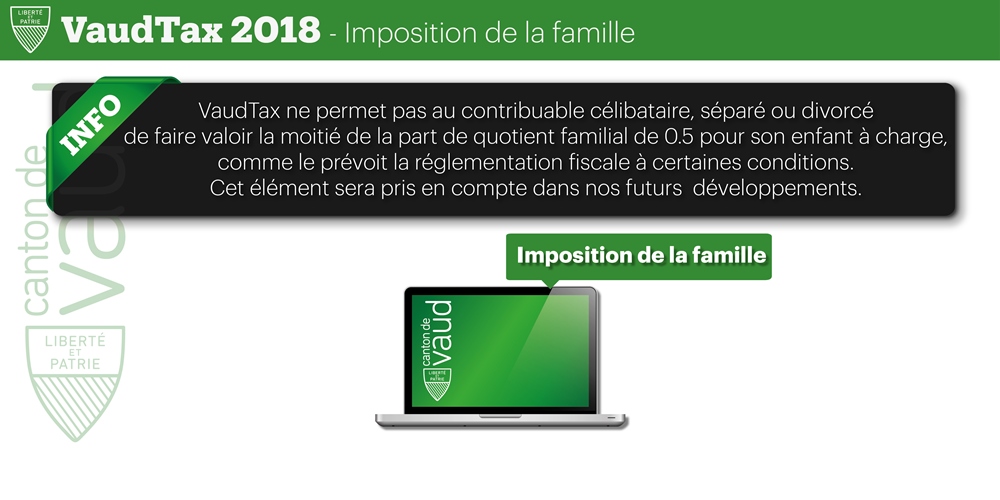 LIBERTÉ
ET
PATRIE
VaudTax 2018 - Imposition de la famille
INFO
VaudTax ne permet pas au contribuable célibataire, séparé ou divorcé
de faire valoir la moitié de la part de quotient familial de 0.5 pour son enfant à charge,
comme le prévoit la réglementation fiscale à certaines conditions.
Cet élément sera pris en compte dans nos futurs développements.
canton de
vaud
LIBERTÉ
ET
PATRIE
Imposition de la famille
canton de
vaud
LIBERTÉ
ET
PATRIE